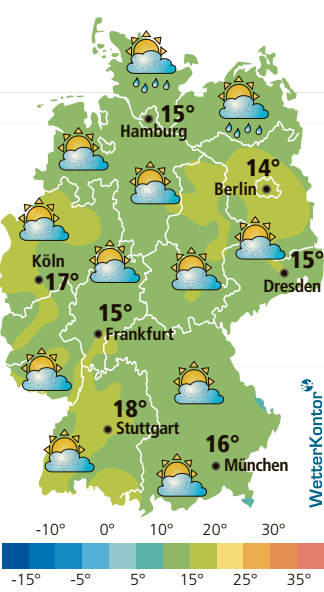 15°
Hamburg
14°
Berlin
Köln
17°
15°
Dresden
15°
Frankfurt
18°
Stuttgart
16°
München
WetterKontor
-10° 0° 10° 20° 30°
-15° -5° 5° 15° 25° 35°